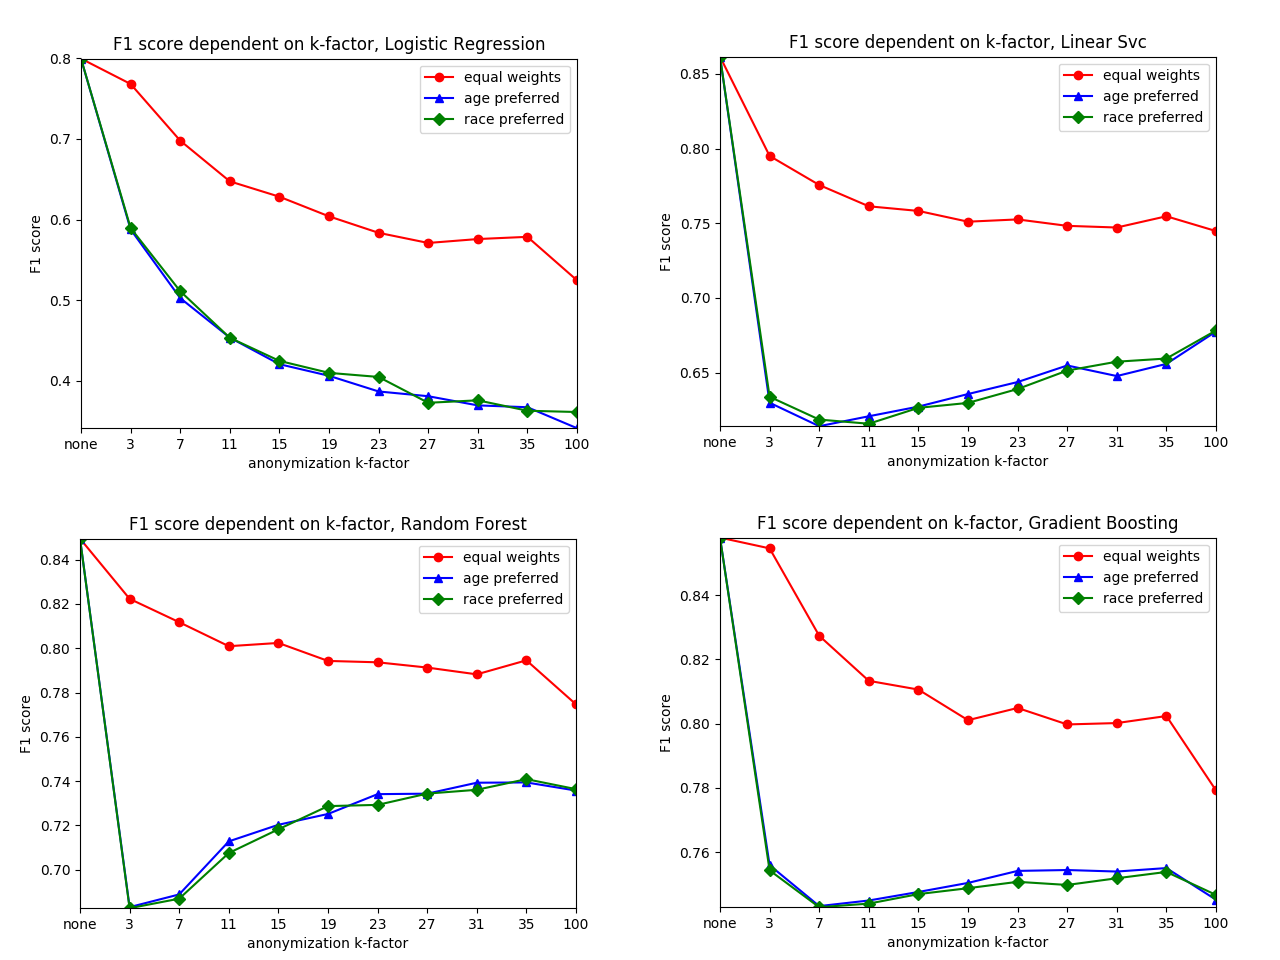 F1 score dependent on k-factor, Logistic Regression
equal weights
age preferred
race preferred
F1 score
0.8
0.7
0.6
0.5
0.4
none 3 7 11 15 19 23 27 31 35 100
anonymization k-factor
F1 score dependent on k-factor, Linear Svc
equal weights
age preferred
race preferred
F1 score
0.85
0.80
0.75
0.70
0.65
none 3 7 11 15 19 23 27 31 35 100
anonymization k-factor
F1 score dependent on k-factor, Random Forest
equal weights
age preferred
race preferred
F1 score
0.84
0.82
0.80
0.78
0.76
0.74
0.72
0.70
none 3 7 11 15 19 23 27 31 35 100
anonymization k-factor
F1 score dependent on k-factor, Gradient Boosting
equal weights
age preferred
race preferred
F1 score
0.84
0.82
0.80
0.78
0.76
none 3 7 11 15 19 23 27 31 35 100
anonymization k-factor